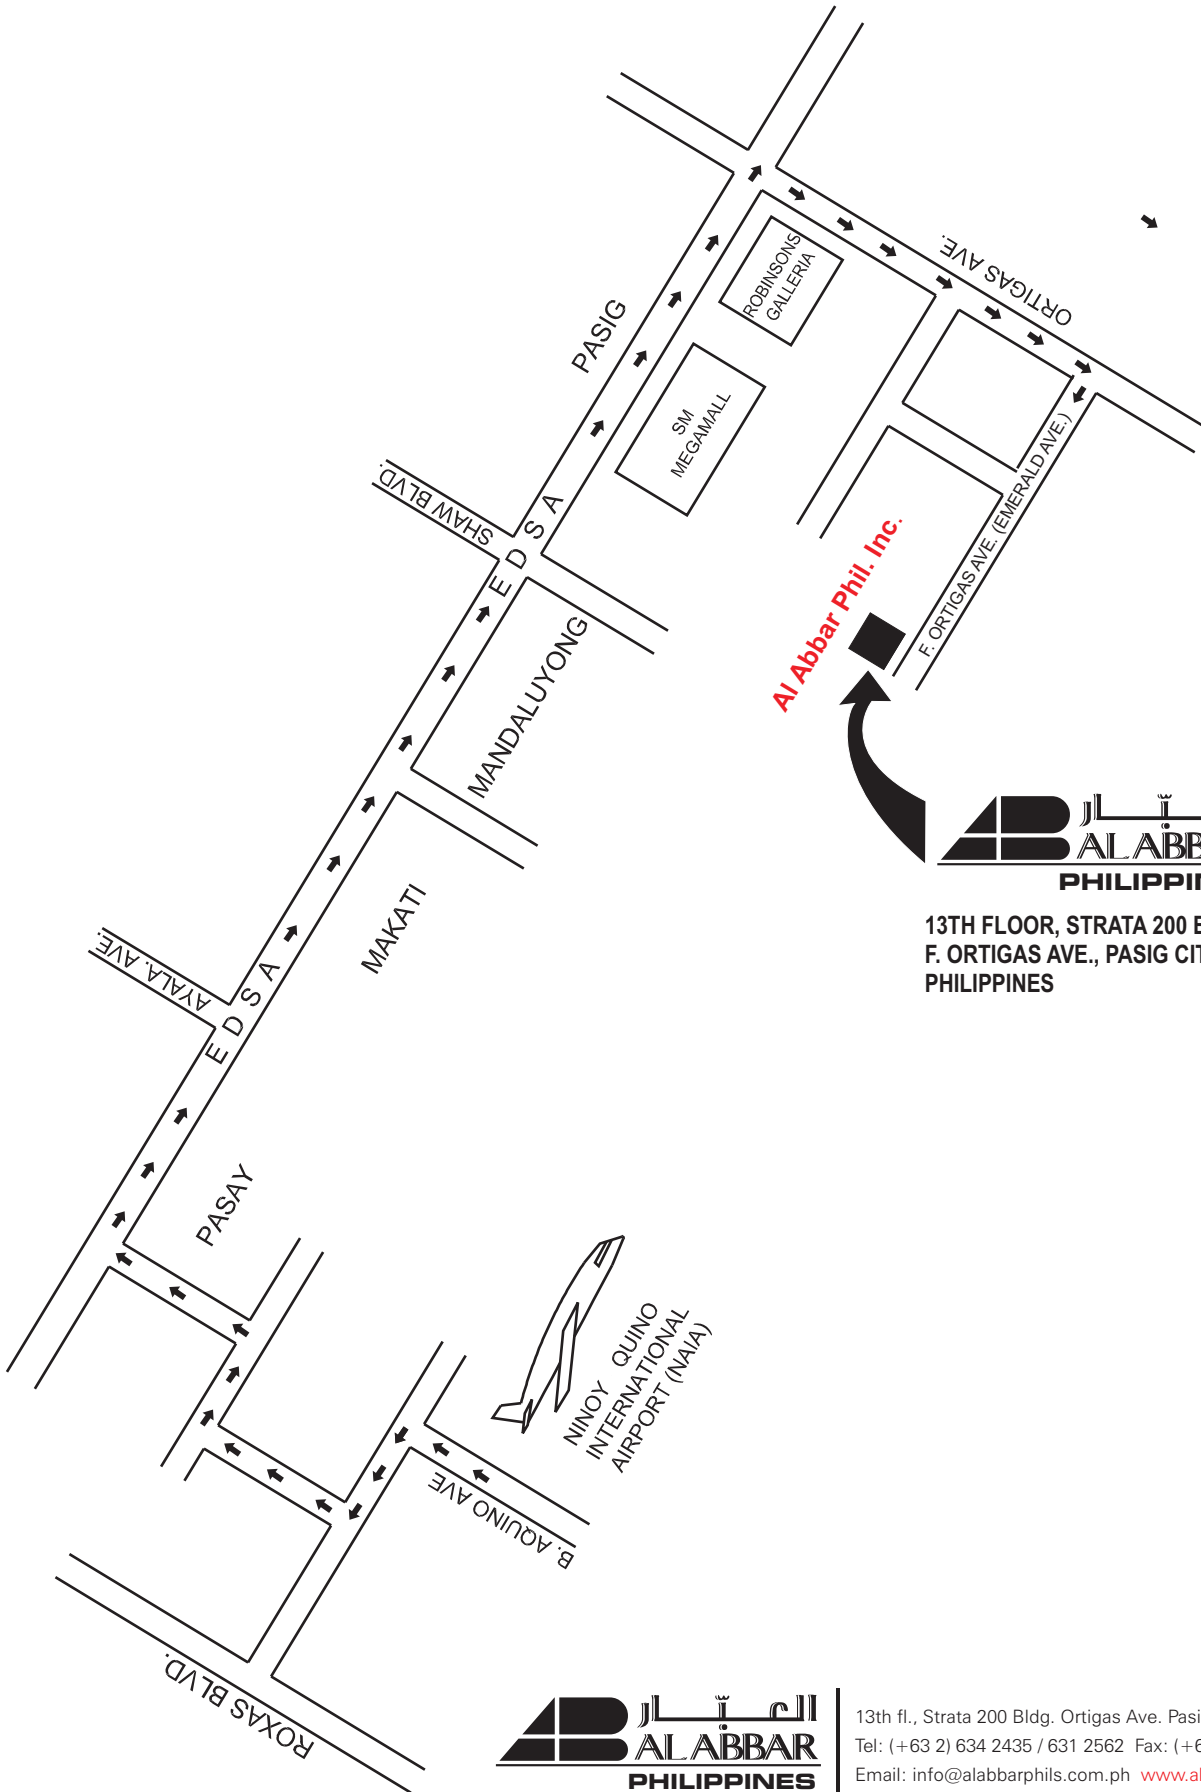 ORTIGAS AVE.
ROBINSONS
GALLERIA
PASIG
SM
MEGAMALL
SHAW BLVD.
E D S A
F. ORTIGAS AVE. (EMERALD AVE.)
Al Abbar Phil. Inc.
MANDALUYONG
AL ABB
PHILIPPIN
13TH FLOOR, STRATA 200 B
F. ORTIGAS AVE., PASIG CIT
PHILIPPINES
MAKATI
AYALA. AVE.
E D S A
PASAY
NINOY QUINO
INTERNATIONAL
AIRPORT (NAIA)
B. AQUINO AVE
ROXAS BLVD.
AL ABBAR
PHILIPPINES
13th fl., Strata 200 Bldg. Ortigas Ave. Pasi
Tel: (+63 2) 634 2435 / 631 2562 Fax: (+6
Email: info@alabbarphils.com.ph www.al